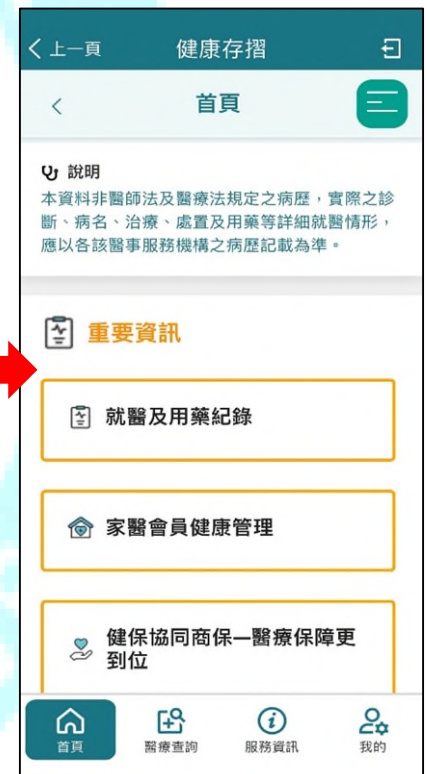 上一頁
健康存摺
首頁
說明
本資料非醫師法及醫療法規定之病歷，實際之診
斷、病名、治療、處置及用藥等詳細就醫情形，
應以各該醫事服務機構之病歷記載為準。
重要資訊
就醫及用藥紀錄
家醫會員健康管理
健保協同商保—醫療保障更
到位
首頁
醫療查詢
服務資訊
我的